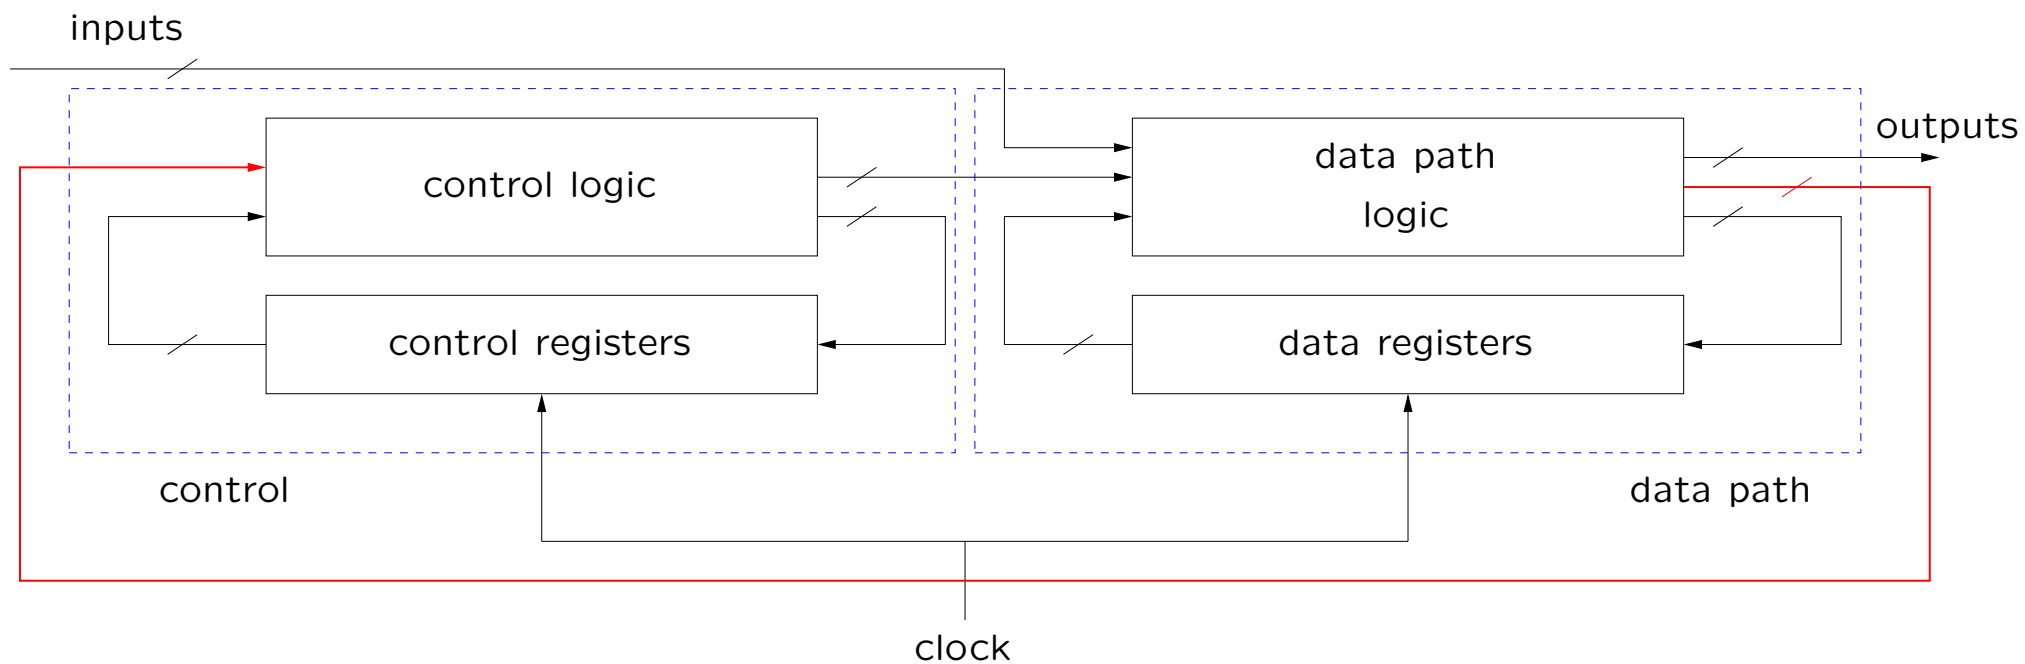 inputs
outputs
control logic
data path
logic
control registers
data registers
control
data path
clock